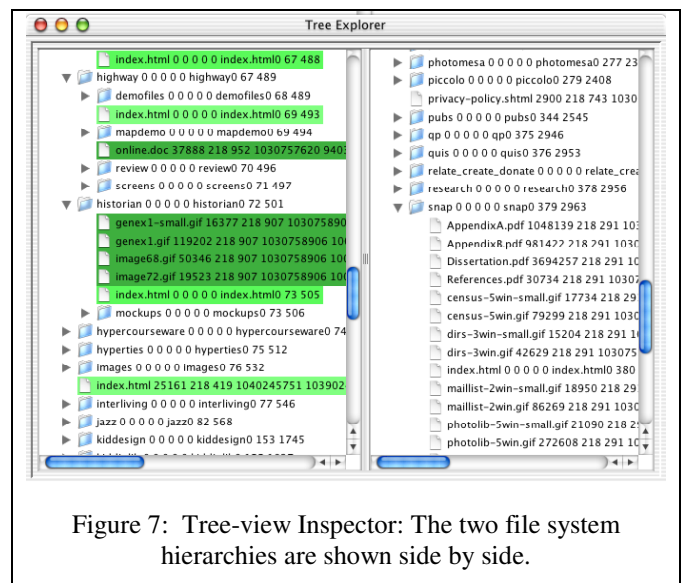 Tree Explorer
index.html 0 0 0 0 0 index.html0 67 488
highway 0 0 0 0 0 highway0 67 489
demofiles 0 0 0 0 0 demofiles0 68 489
index.html 0 0 0 0 0 index.html0 69 493
mapdemo 0 0 0 0 0 mapdemo0 69 494
online.doc 37888 218 952 1030757620 9403
review 0 0 0 0 0 review0 70 496
screens 0 0 0 0 0 screens0 71 497
historian 0 0 0 0 0 historian0 72 501
genex1-small.gif 16377 218 907 1030758906
genex1.gif 119202 218 907 1030758906 100
image68.gif 50346 218 907 1030758906 100
image72.gif 19523 218 907 1030758906 100
index.html 0 0 0 0 0 index.html0 73 505
mockups 0 0 0 0 0 mockups0 73 506
hypercourseware 0 0 0 0 0 hypercourseware0 74
hyperties 0 0 0 0 0 hyperties0 75 512
images 0 0 0 0 0 images0 76 532
index.html 25161 218 419 1040245751 103902
interliving 0 0 0 0 0 interliving0 77 546
jazz 0 0 0 0 0 jazz0 82 568
kiddesign 0 0 0 0 0 kiddesign0 153 1745
photomesa 0 0 0 0 0 photomesa0 277 23
piccolo 0 0 0 0 0 piccolo0 279 2408
privacy-policy.shtml 2900 218 743 1030
pubs 0 0 0 0 0 pubs0 344 2545
qp 0 0 0 0 0 qp0 375 2946
quis 0 0 0 0 0 quis0 376 2953
relate_create_donate 0 0 0 0 0 relate_crea
research 0 0 0 0 0 research0 378 2956
snap 0 0 0 0 0 snap0 379 2963
AppendixA.pdf 1048139 218 291 103
AppendixB.pdf 981422 218 291 1030
Dissertation.pdf 3694257 218 291 10
References.pdf 30734 218 291 10307
census-5win-small.gif 17734 218 29
census-5win.gif 79299 218 291 1030
dirs-3win-small.gif 15204 218 291 1
dirs-3win.gif 42629 218 291 103075
index.html 0 0 0 0 0 index.html0 380
maillist-2win-small.gif 18950 218 29
maillist-2win.gif 86269 218 291 1030
photolib-5win-small.gif 21090 218 2
photolib-5win.gif 272608 218 291 10
Figure 7: Tree-view Inspector: The two file system
hierarchies are shown side by side.